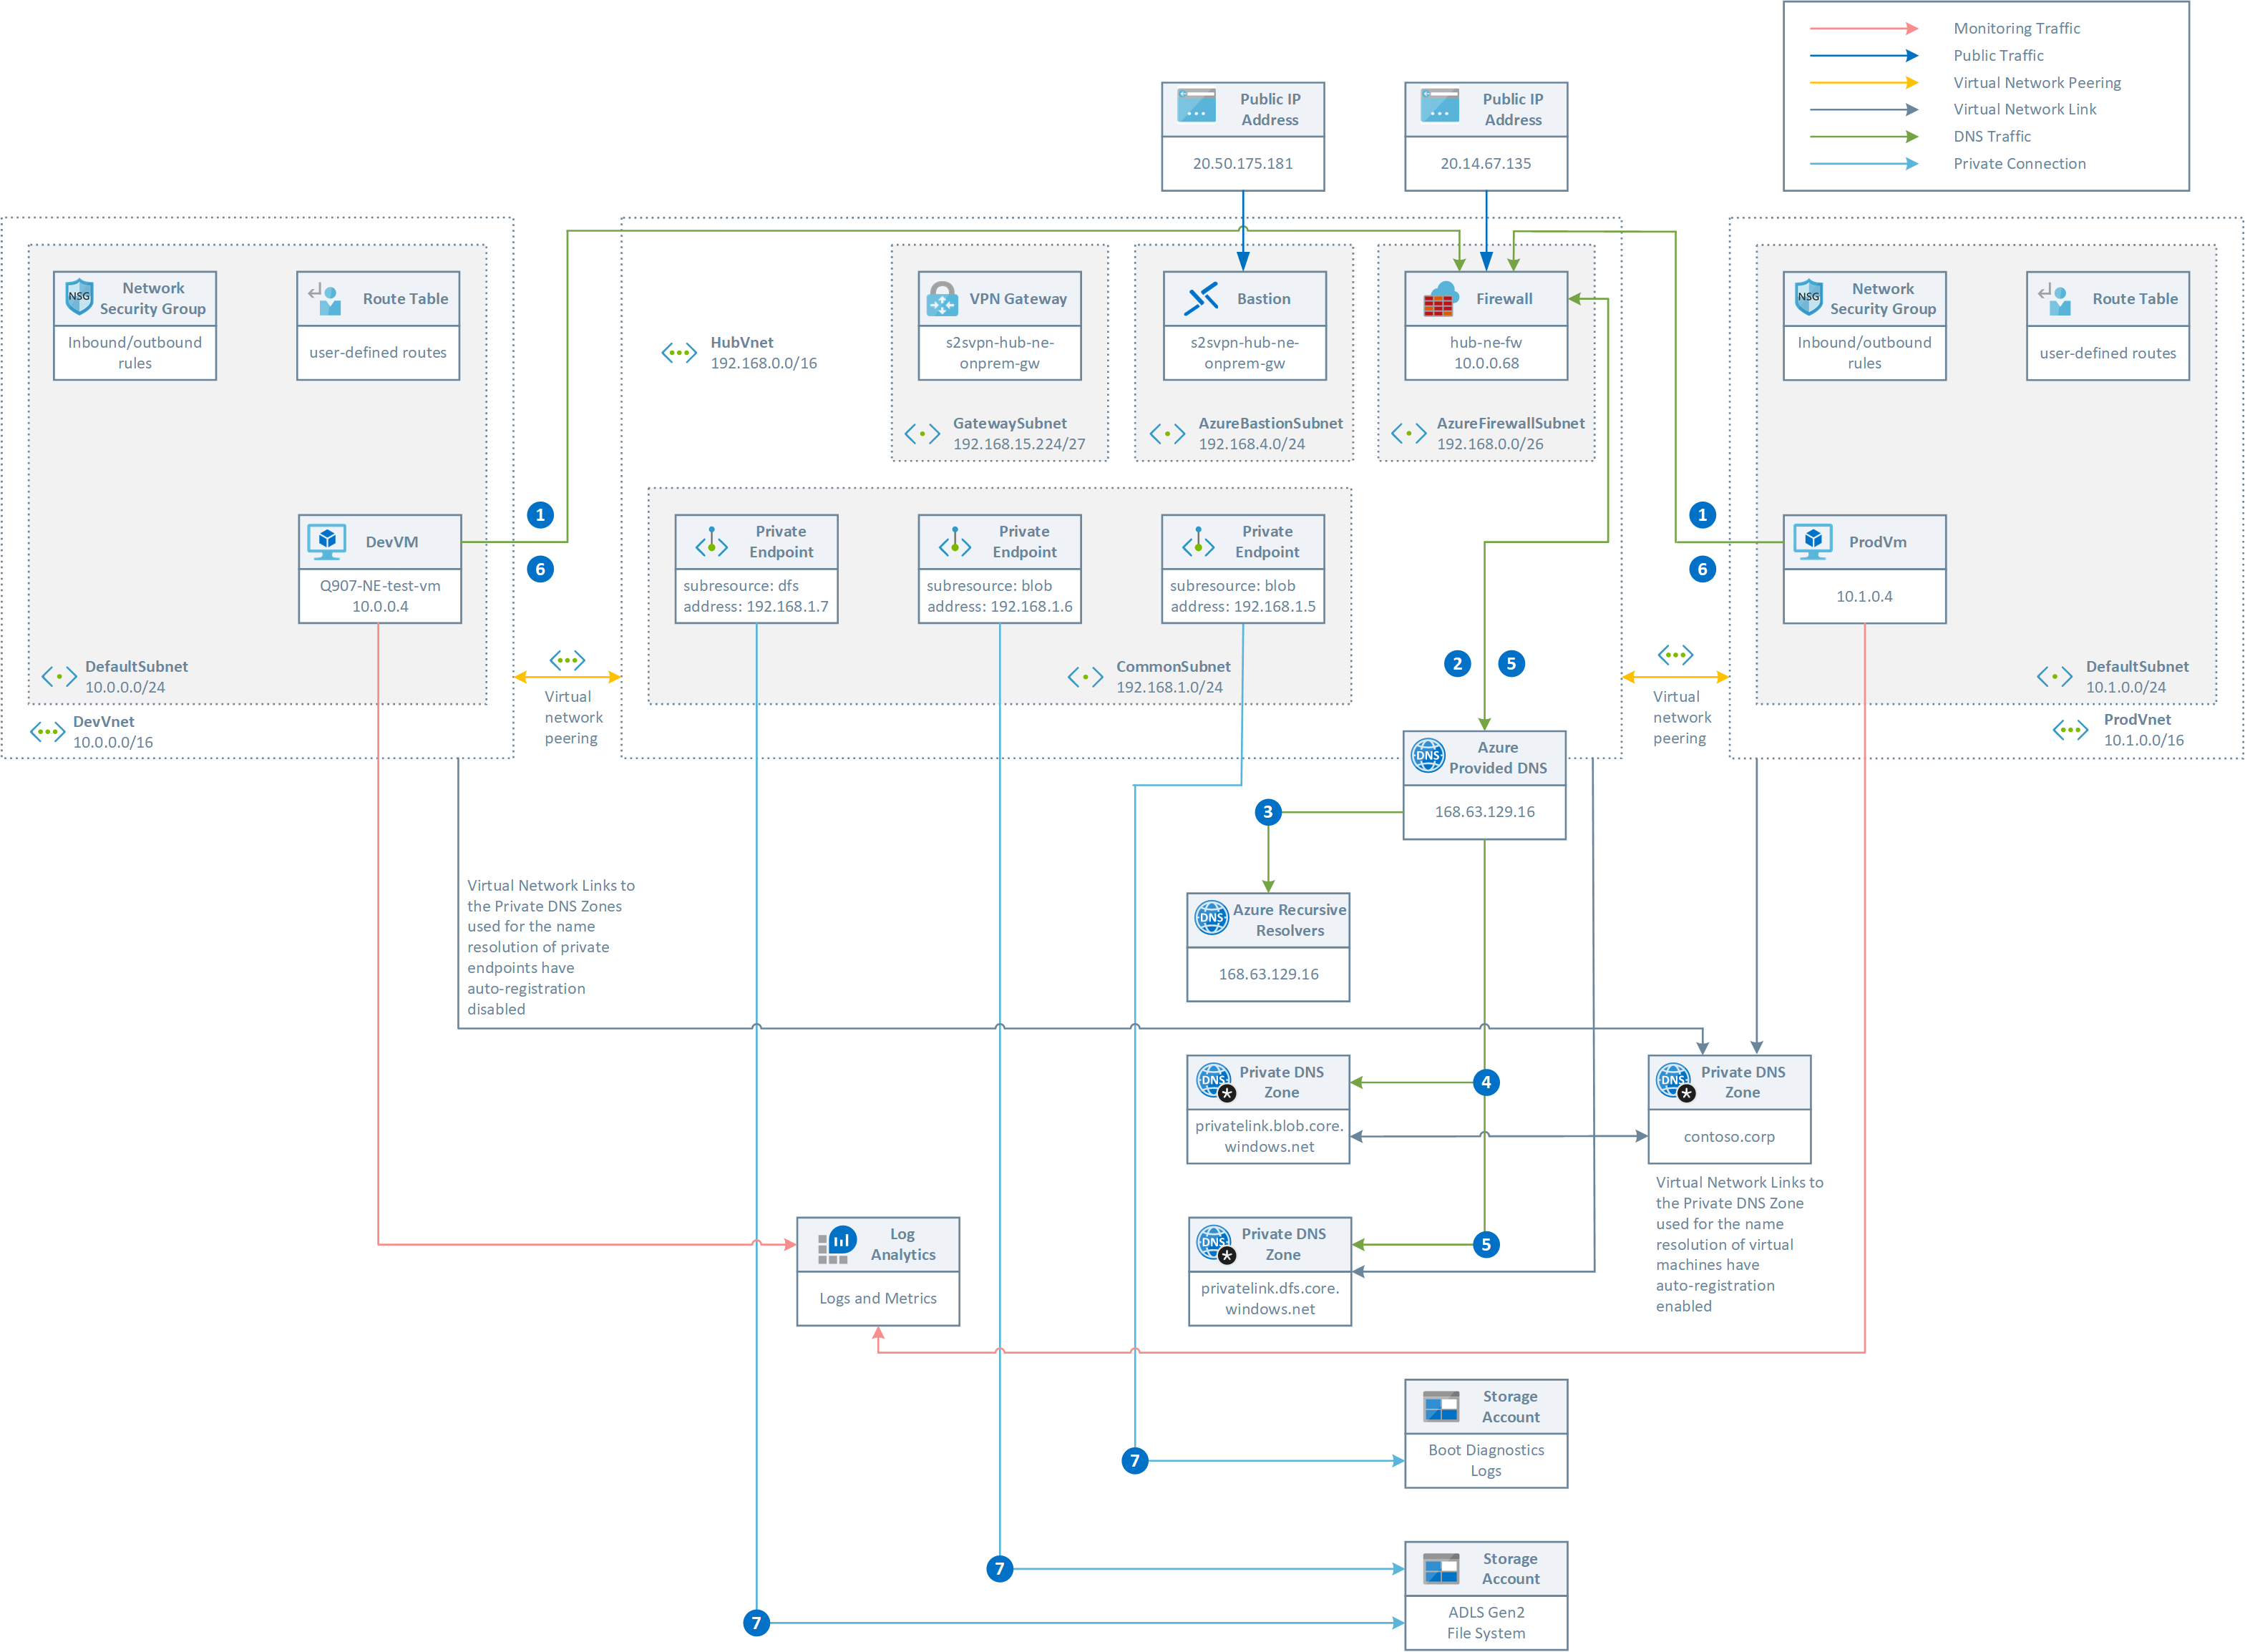 Monitoring Traffic
Public Traffic
Virtual Network Peering
Virtual Network Link
DNS Traffic
Private Connection
Public IP
Address
20.50.175.181
Public IP
Address
20.14.67.135
NSG
Network
Security Group
Inbound/outbound
rules
Route Table
user-defined routes
DevVM
Q907-NE-test-vm
10.0.0.4
DefaultSubnet
10.0.0.0/24
DevVnet
10.0.0.0/16
1
6
Virtual
network
peering
HubVnet
192.168.0.0/16
VPN Gateway
s2svpn-hub-ne-
onprem-gw
GatewaySubnet
192.168.15.224/27
Bastion
s2svpn-hub-ne-
onprem-gw
AzureBastionSubnet
192.168.4.0/24
Firewall
hub-ne-fw
10.0.0.68
AzureFirewallSubnet
192.168.0.0/26
Private
Endpoint
subresource: dfs
address: 192.168.1.7
Private
Endpoint
subresource: blob
address: 192.168.1.6
Private
Endpoint
subresource: blob
address: 192.168.1.5
CommonSubnet
192.168.1.0/24
2
5
1
6
Virtual
network
peering
NSG
Network
Security Group
Inbound/outbound
rules
Route Table
user-defined routes
ProdVm
10.1.0.4
DefaultSubnet
10.1.0.0/24
ProdVnet
10.1.0.0/16
DNS
Azure
Provided DNS
168.63.129.16
3
Virtual Network Links to
the Private DNS Zones
used for the name
resolution of private
endpoints have
auto-registration
disabled
DNS
Azure Recursive
Resolvers
168.63.129.16
DNS
Private DNS
Zone
privatelink.blob.core.
windows.net
4
DNS
Private DNS
Zone
contoso.corp
Virtual Network Links to
the Private DNS Zone
used for the name
resolution of virtual
machines have
auto-registration
enabled
Log
Analytics
Logs and Metrics
DNS
Private DNS
Zone
privatelink.dfs.core.
windows.net
5
Storage
Account
Boot Diagnostics
Logs
7
Storage
Account
ADLS Gen2
File System
7
7